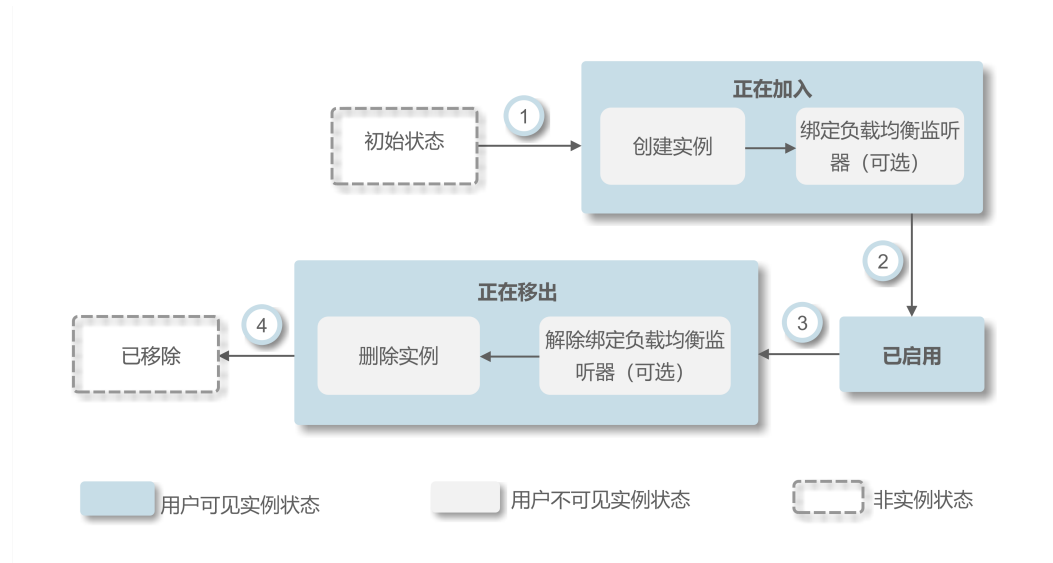 正在加入
1
初始状态
创建实例
绑定负载均衡监听
器（可选）
2
正在移出
4
3
已移除
删除实例
解除绑定负载均衡监
听器（可选）
已启用
用户可见实例状态
用户不可见实例状态
非实例状态